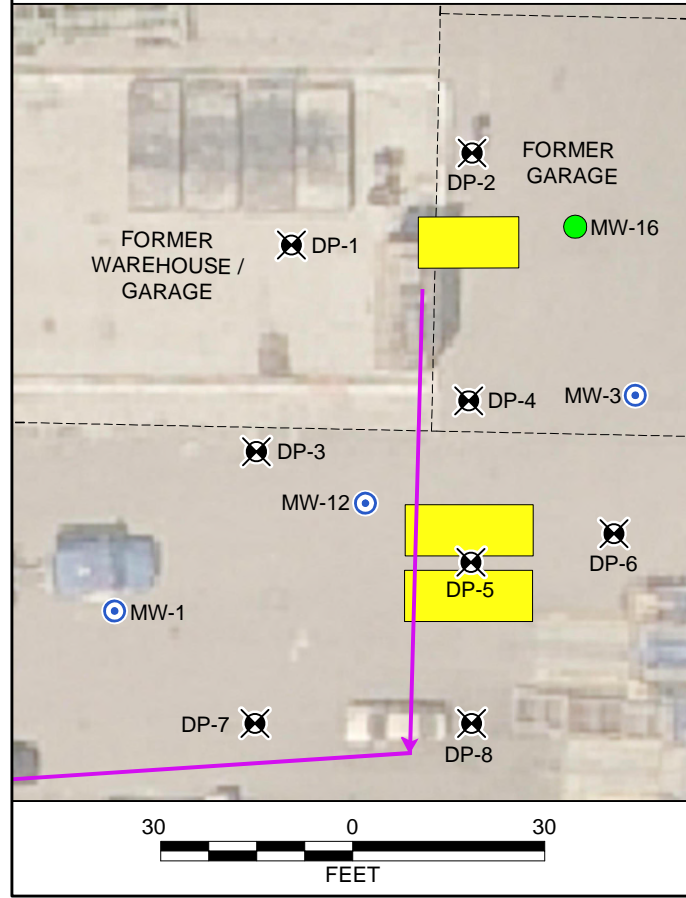 DP-2
FORMER
GARAGE
MW-16
DP-1
FORMER
WAREHOUSE /
GARAGE
DP-4
MW-3
DP-3
MW-12
DP-6
DP-5
MW-1
DP-7
DP-8
30 0 30
FEET